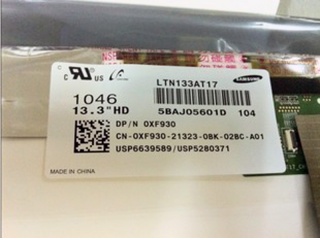 LTN133AT17
SAMSUNG
1046
13.3"HD
5BAJ05601D 104
DP/N 0XF930
CN-0XF930-21323-0BK-02BC-A01
USP6639589/USP5280371
MADE IN CHINA